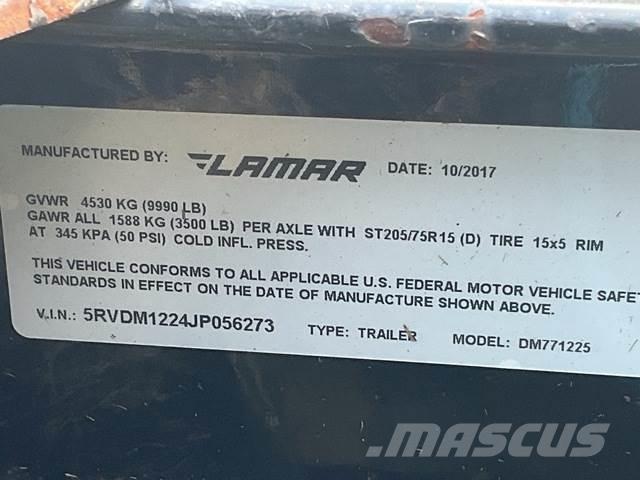 MANUFACTURED BY: LAMAR DATE: 10/2017
GVWR 4530 KG (9990 LB)
GAWR ALL 1588 KG (3500 LB) PER AXLE WITH ST205/75R15 (D) TIRE 15x5 RIM
AT 345 KPA (50 PSI) COLD INFL. PRESS.
THIS VEHICLE CONFORMS TO ALL APPLICABLE U.S. FEDERAL MOTOR VEHICLE SAFET
STANDARDS IN EFFECT ON THE DATE OF MANUFACTURE SHOWN ABOVE.
V.I.N.: 5RVDM1224JP056273 TYPE: TRAILER MODEL: DM771225
MASCUS